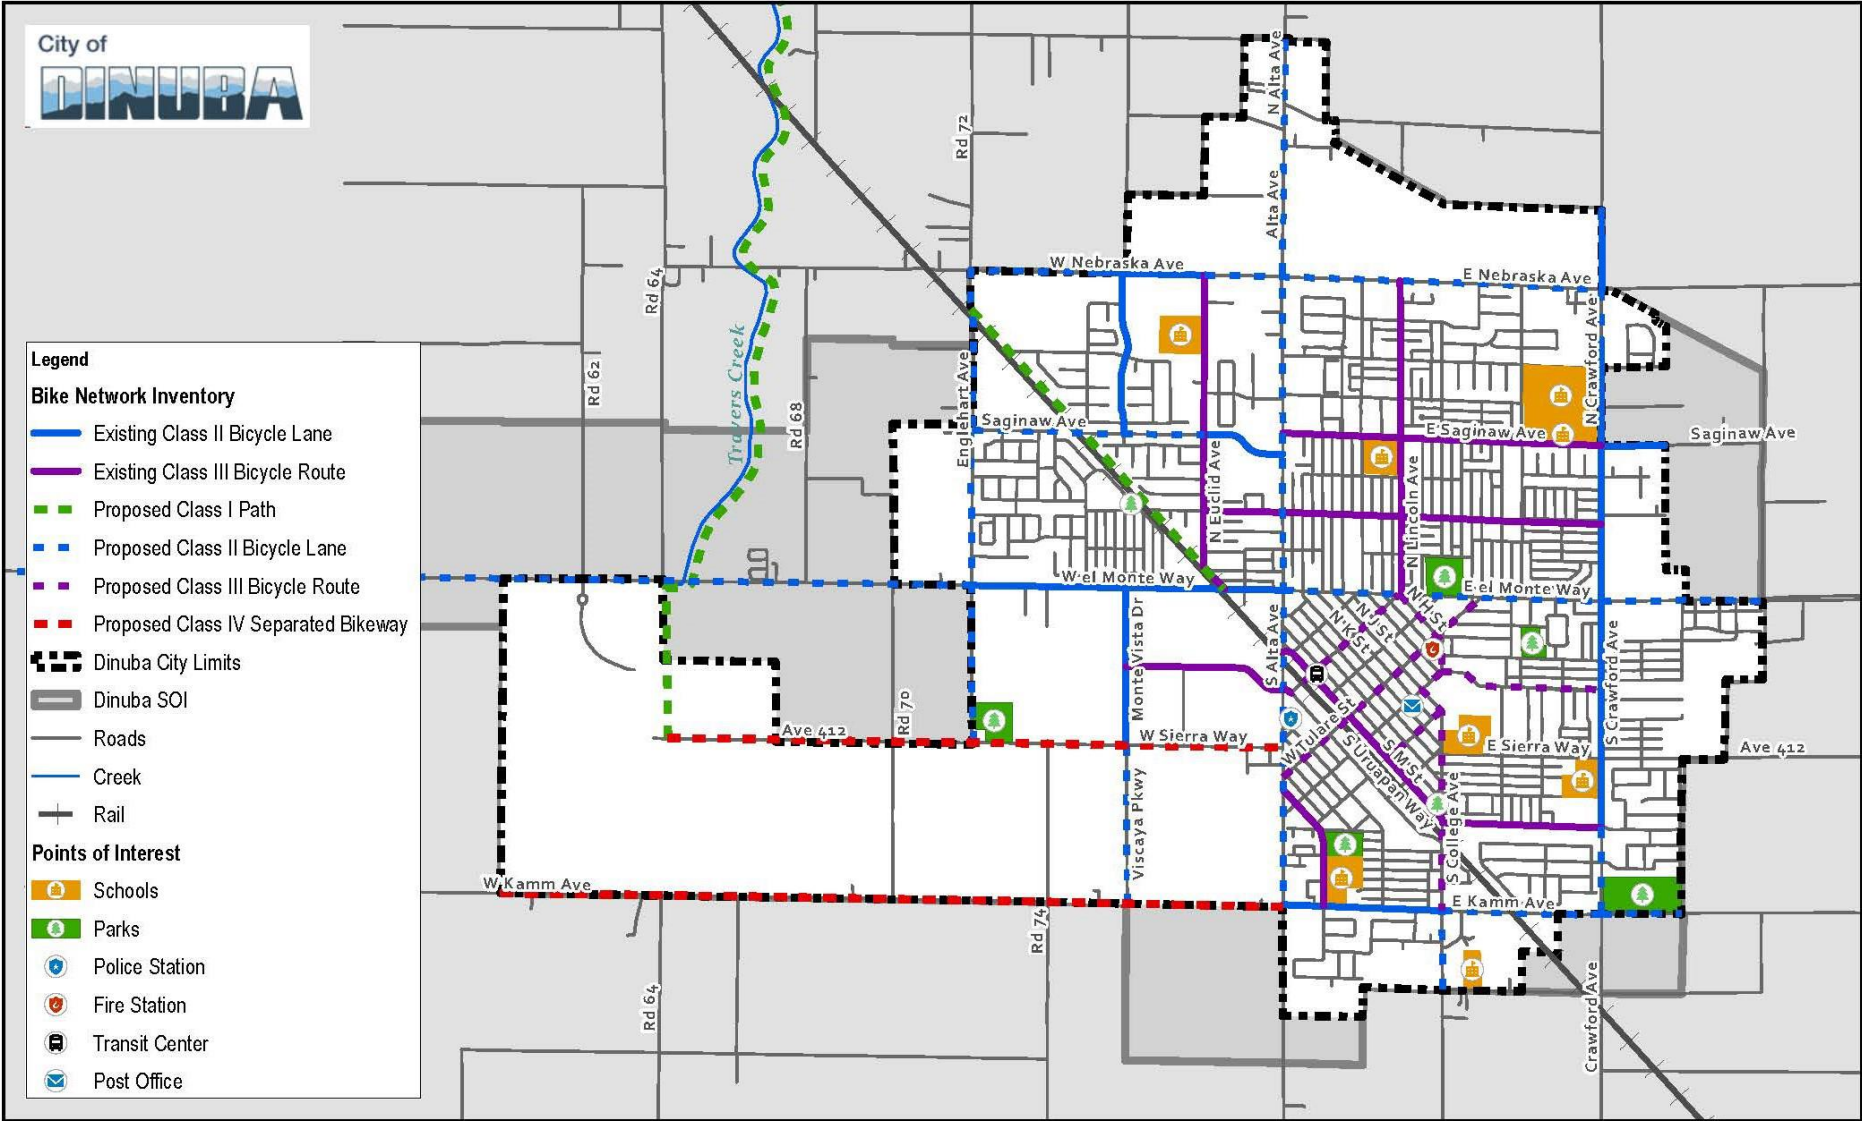 City of
DINUBA
Legend
Bike Network Inventory
Existing Class II Bicycle Lane
Existing Class III Bicycle Route
Proposed Class I Path
Proposed Class II Bicycle Lane
Proposed Class III Bicycle Route
Proposed Class IV Separated Bikeway
Dinuba City Limits
Dinuba SOI
Roads
Creek
Rail
Points of Interest
Schools
Parks
Police Station
Fire Station
Transit Center
Post Office
N Alta Ave
Rd 72
Alta Ave
W Nebraska Ave
E Nebraska Ave
Rd 64
Travers Creek
Rd 62
Rd 68
Englehart Ave
N Crawford Ave
Saginaw Ave
E Saginaw Ave
Saginaw Ave
N Euclid Ave
N Lincoln Ave
W el Monte Way
E el Monte Way
N H St
N J St
N K St
Monte Vista Dr
S Alta Ave
S Crawford Ave
Rd 70
Ave 412
W Sierra Way
W Tulare St
E Sierra Way
Ave 412
S M St
S Uruapan Way
Viscaya Pkwy
S College Ave
W Kamm Ave
E Kamm Ave
Rd 74
Rd 64
Crawford Ave